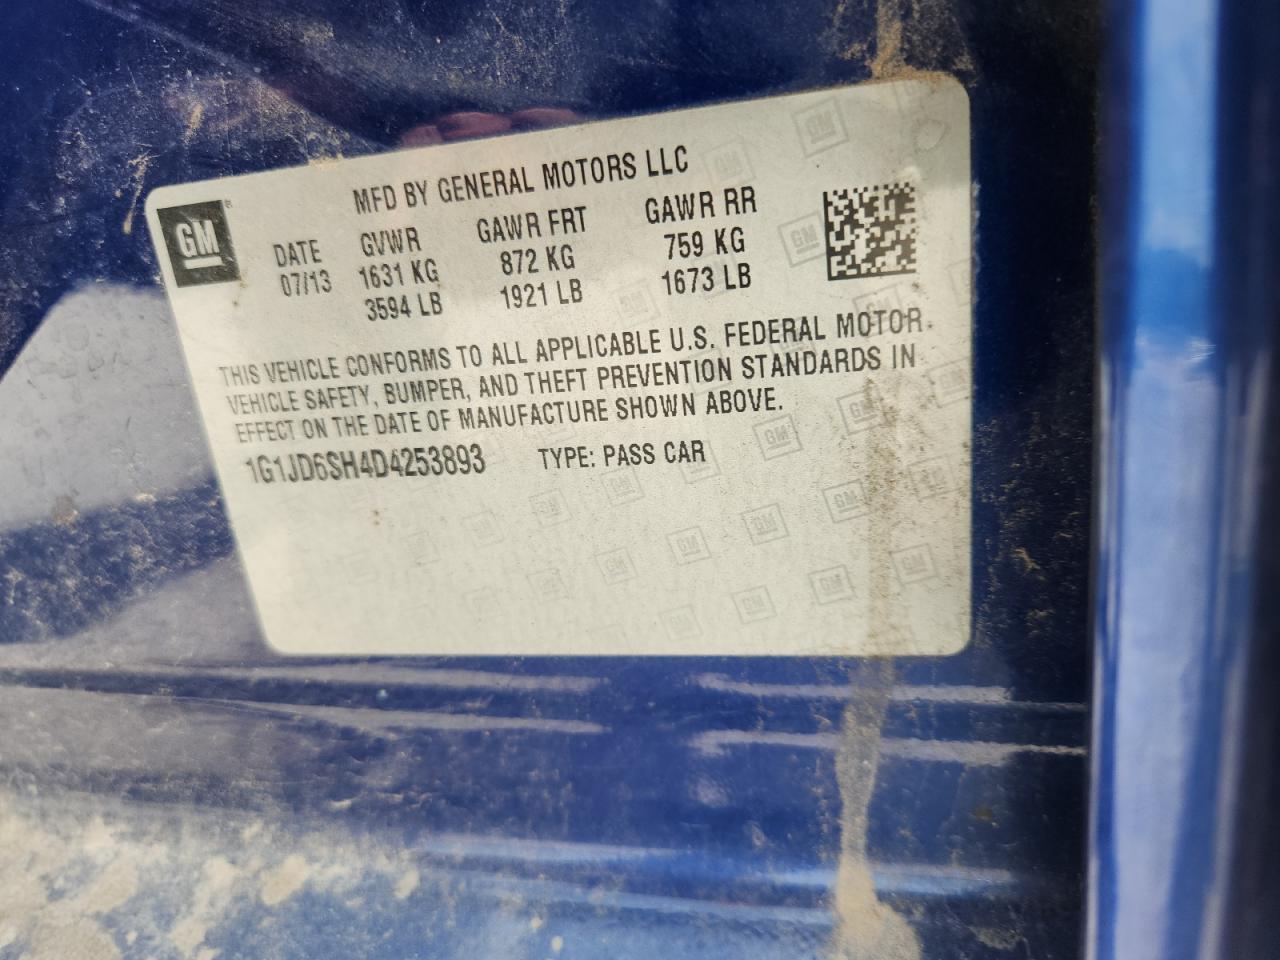 GM
MFD BY GENERAL MOTORS LLC
DATE GVWR GAWR FRT GAWR RR
07/13 1631 KG 872 KG 759 KG
3594 LB 1921 LB 1673 LB
THIS VEHICLE CONFORMS TO ALL APPLICABLE U.S. FEDERAL MOTOR
VEHICLE SAFETY, BUMPER, AND THEFT PREVENTION STANDARDS IN
EFFECT ON THE DATE OF MANUFACTURE SHOWN ABOVE.
1G1JD6SH4D4253893 TYPE: PASS CAR